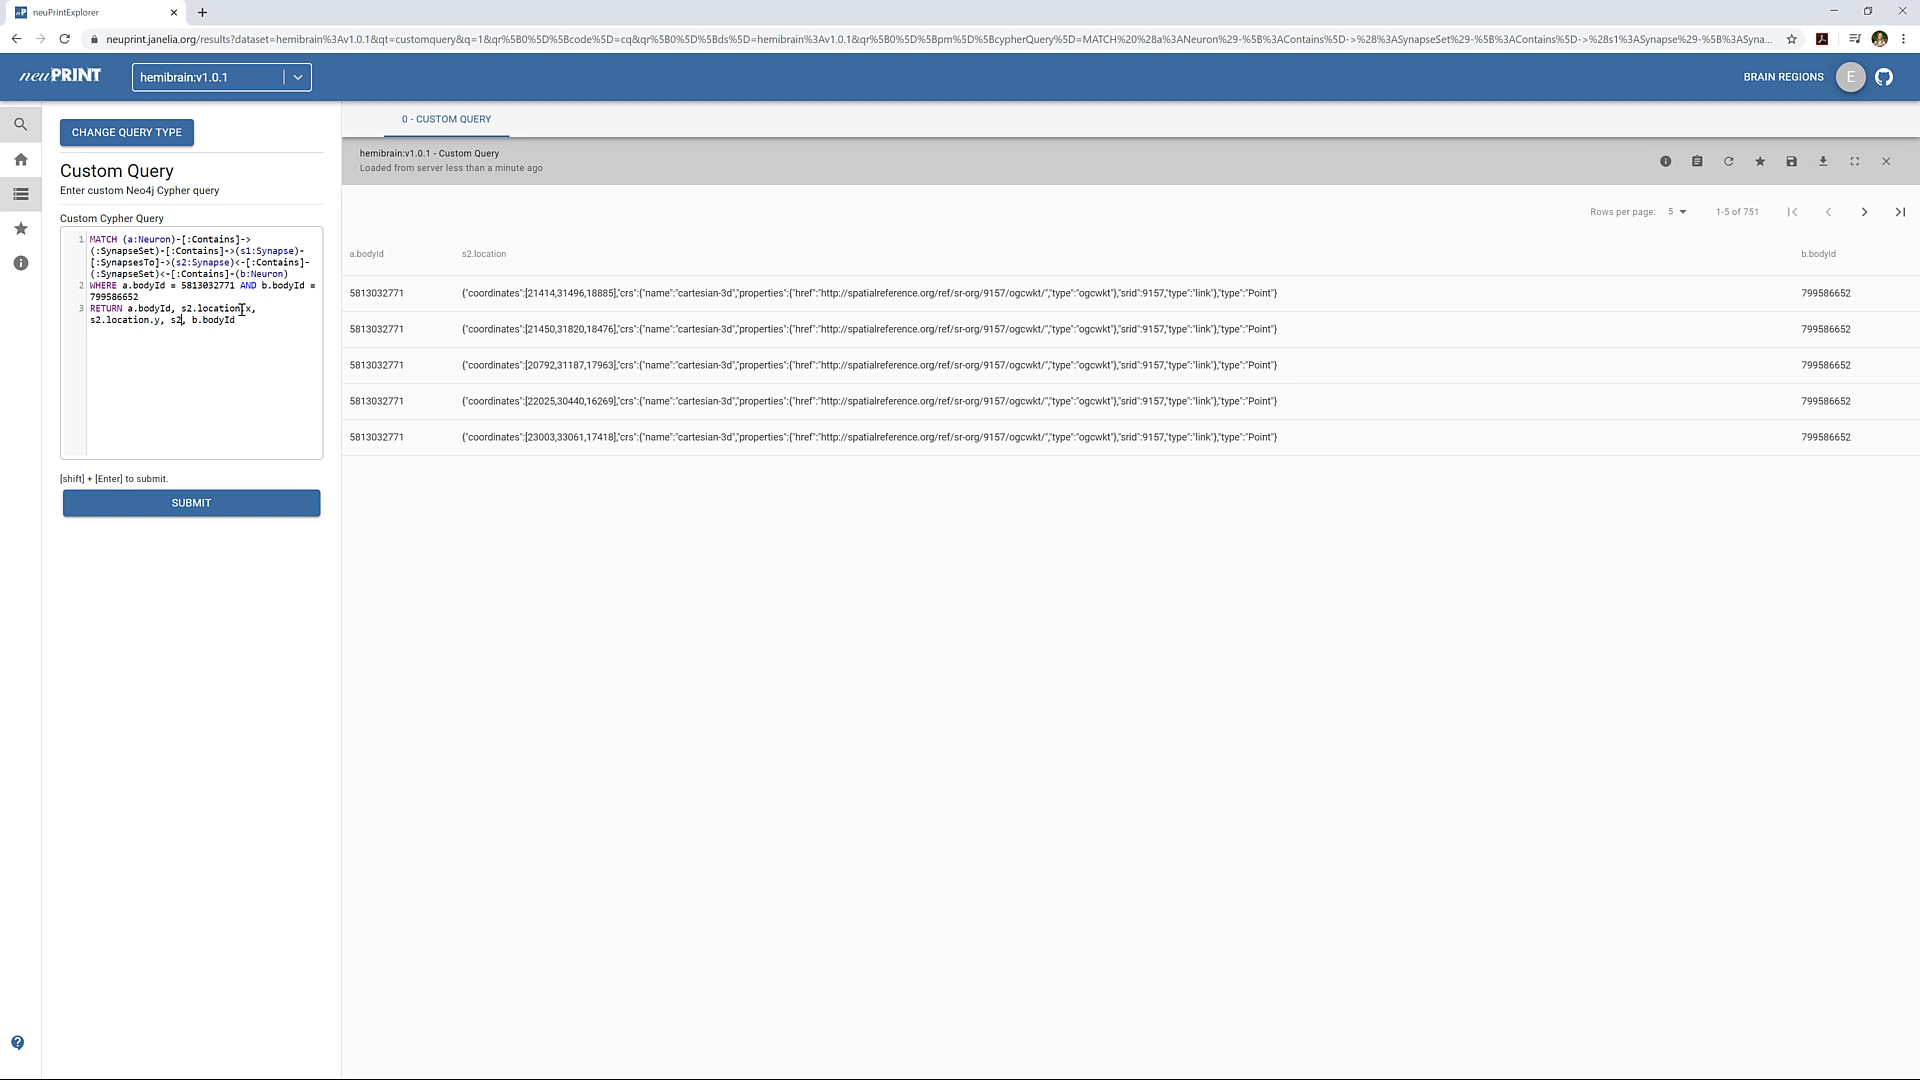 neuPrintExplorer
neuprint.janelia.org/results?dataset=hemibrain%3Av1.0.1&qt=customquery&q=1&qr%5B0%5D%5Bcode%5D=cq&qr%5B0%5D%5Bds%5D=hemibrain%3Av1.0.1&qr%5B0%5D%5Bpm%5D%5BcypherQuery%5D=MATCH%20%28a%3ANeuron%29-%5B%3AContains%5D->%28%3ASynapseSet%29-%5B%3AContains%5D->%28s1%3ASynapse%29-%5B%3ASyna...
neuPRINT
hemibrain:v1.0.1
BRAIN REGIONS
E
CHANGE QUERY TYPE
0 - CUSTOM QUERY
hemibrain:v1.0.1 - Custom Query
Loaded from server less than a minute ago
Custom Query
Enter custom Neo4j Cypher query
Custom Cypher Query
1 MATCH (a:Neuron)-[:Contains]->
(:SynapseSet)-[:Contains]->(s1:Synapse)-
[:SynapsesTo]->(s2:Synapse)<-[:Contains]-
(:SynapseSet)<-[:Contains]-(b:Neuron)
2 WHERE a.bodyId = 5813032771 AND b.bodyId =
799586652
3 RETURN a.bodyId, s2.location.x,
s2.location.y, s2, b.bodyId
[shift] + [Enter] to submit.
SUBMIT
Rows per page: 5 1-5 of 751
a.bodyId s2.location b.bodyId
5813032771 {"coordinates":[21414,31496,18885],"crs":{"name":"cartesian-3d","properties":{"href":"http://spatialreference.org/ref/sr-org/9157/ogcwkt/","type":"ogcwkt"},"srid":9157,"type":"link"},"type":"Point"} 799586652
5813032771 {"coordinates":[21450,31820,18476],"crs":{"name":"cartesian-3d","properties":{"href":"http://spatialreference.org/ref/sr-org/9157/ogcwkt/","type":"ogcwkt"},"srid":9157,"type":"link"},"type":"Point"} 799586652
5813032771 {"coordinates":[20792,31187,17963],"crs":{"name":"cartesian-3d","properties":{"href":"http://spatialreference.org/ref/sr-org/9157/ogcwkt/","type":"ogcwkt"},"srid":9157,"type":"link"},"type":"Point"} 799586652
5813032771 {"coordinates":[22025,30440,16269],"crs":{"name":"cartesian-3d","properties":{"href":"http://spatialreference.org/ref/sr-org/9157/ogcwkt/","type":"ogcwkt"},"srid":9157,"type":"link"},"type":"Point"} 799586652
5813032771 {"coordinates":[23003,33061,17418],"crs":{"name":"cartesian-3d","properties":{"href":"http://spatialreference.org/ref/sr-org/9157/ogcwkt/","type":"ogcwkt"},"srid":9157,"type":"link"},"type":"Point"} 799586652